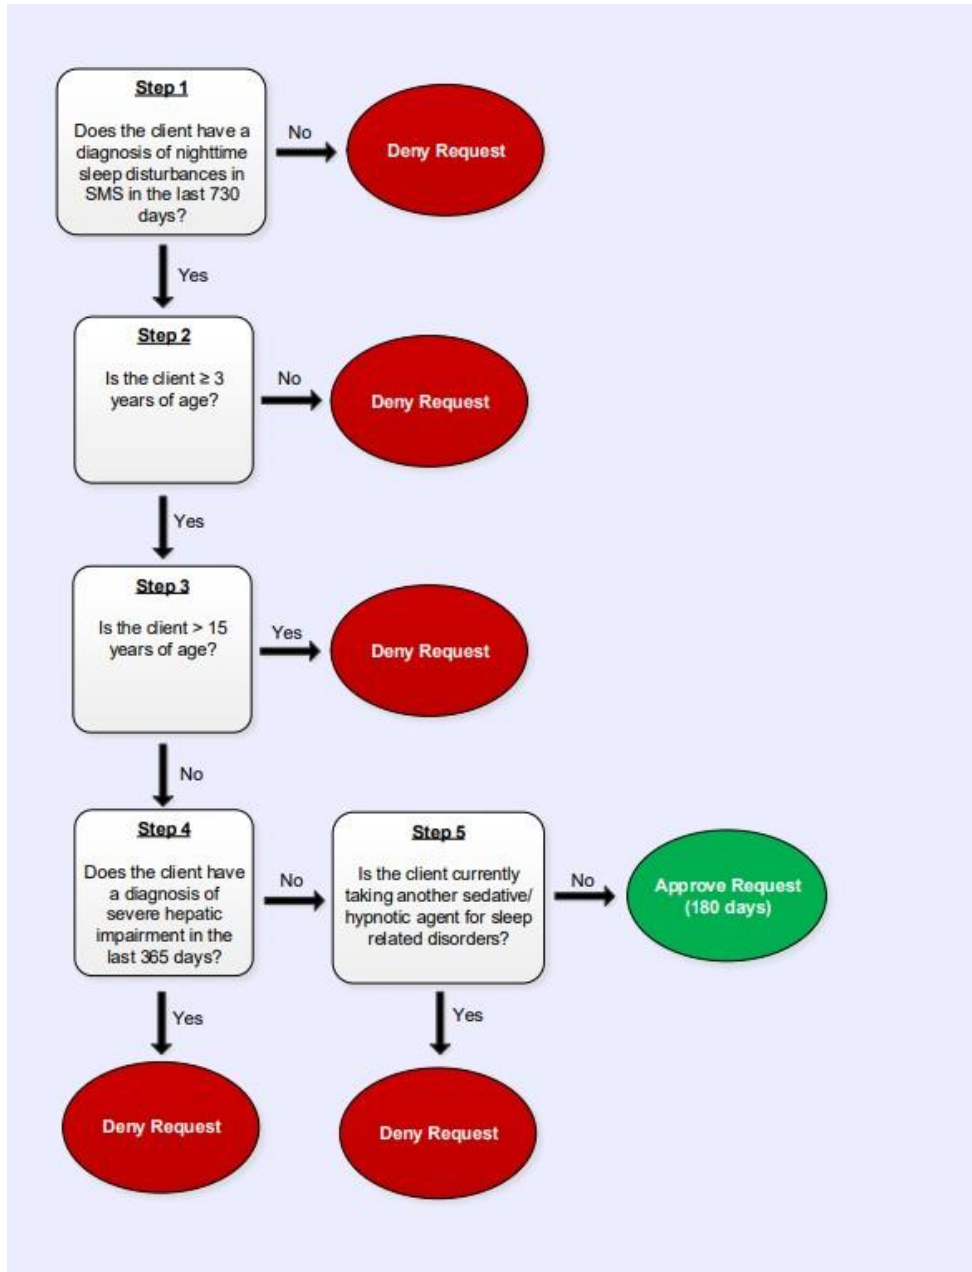 Step 1
Does the client have a
diagnosis of nighttime
sleep disturbances in
SMS in the last 730
days?
No
Deny Request
Yes
Step 2
Is the client ≥ 3
years of age?
No
Deny Request
Yes
Step 3
Is the client > 15
years of age?
Yes
Deny Request
No
Step 4
Does the client have
a diagnosis of
severe hepatic
impairment in the
last 365 days?
No
Step 5
Is the client currently
taking another sedative/
hypnotic agent for sleep
related disorders?
No
Approve Request
(180 days)
Yes
Deny Request
Yes
Deny Request